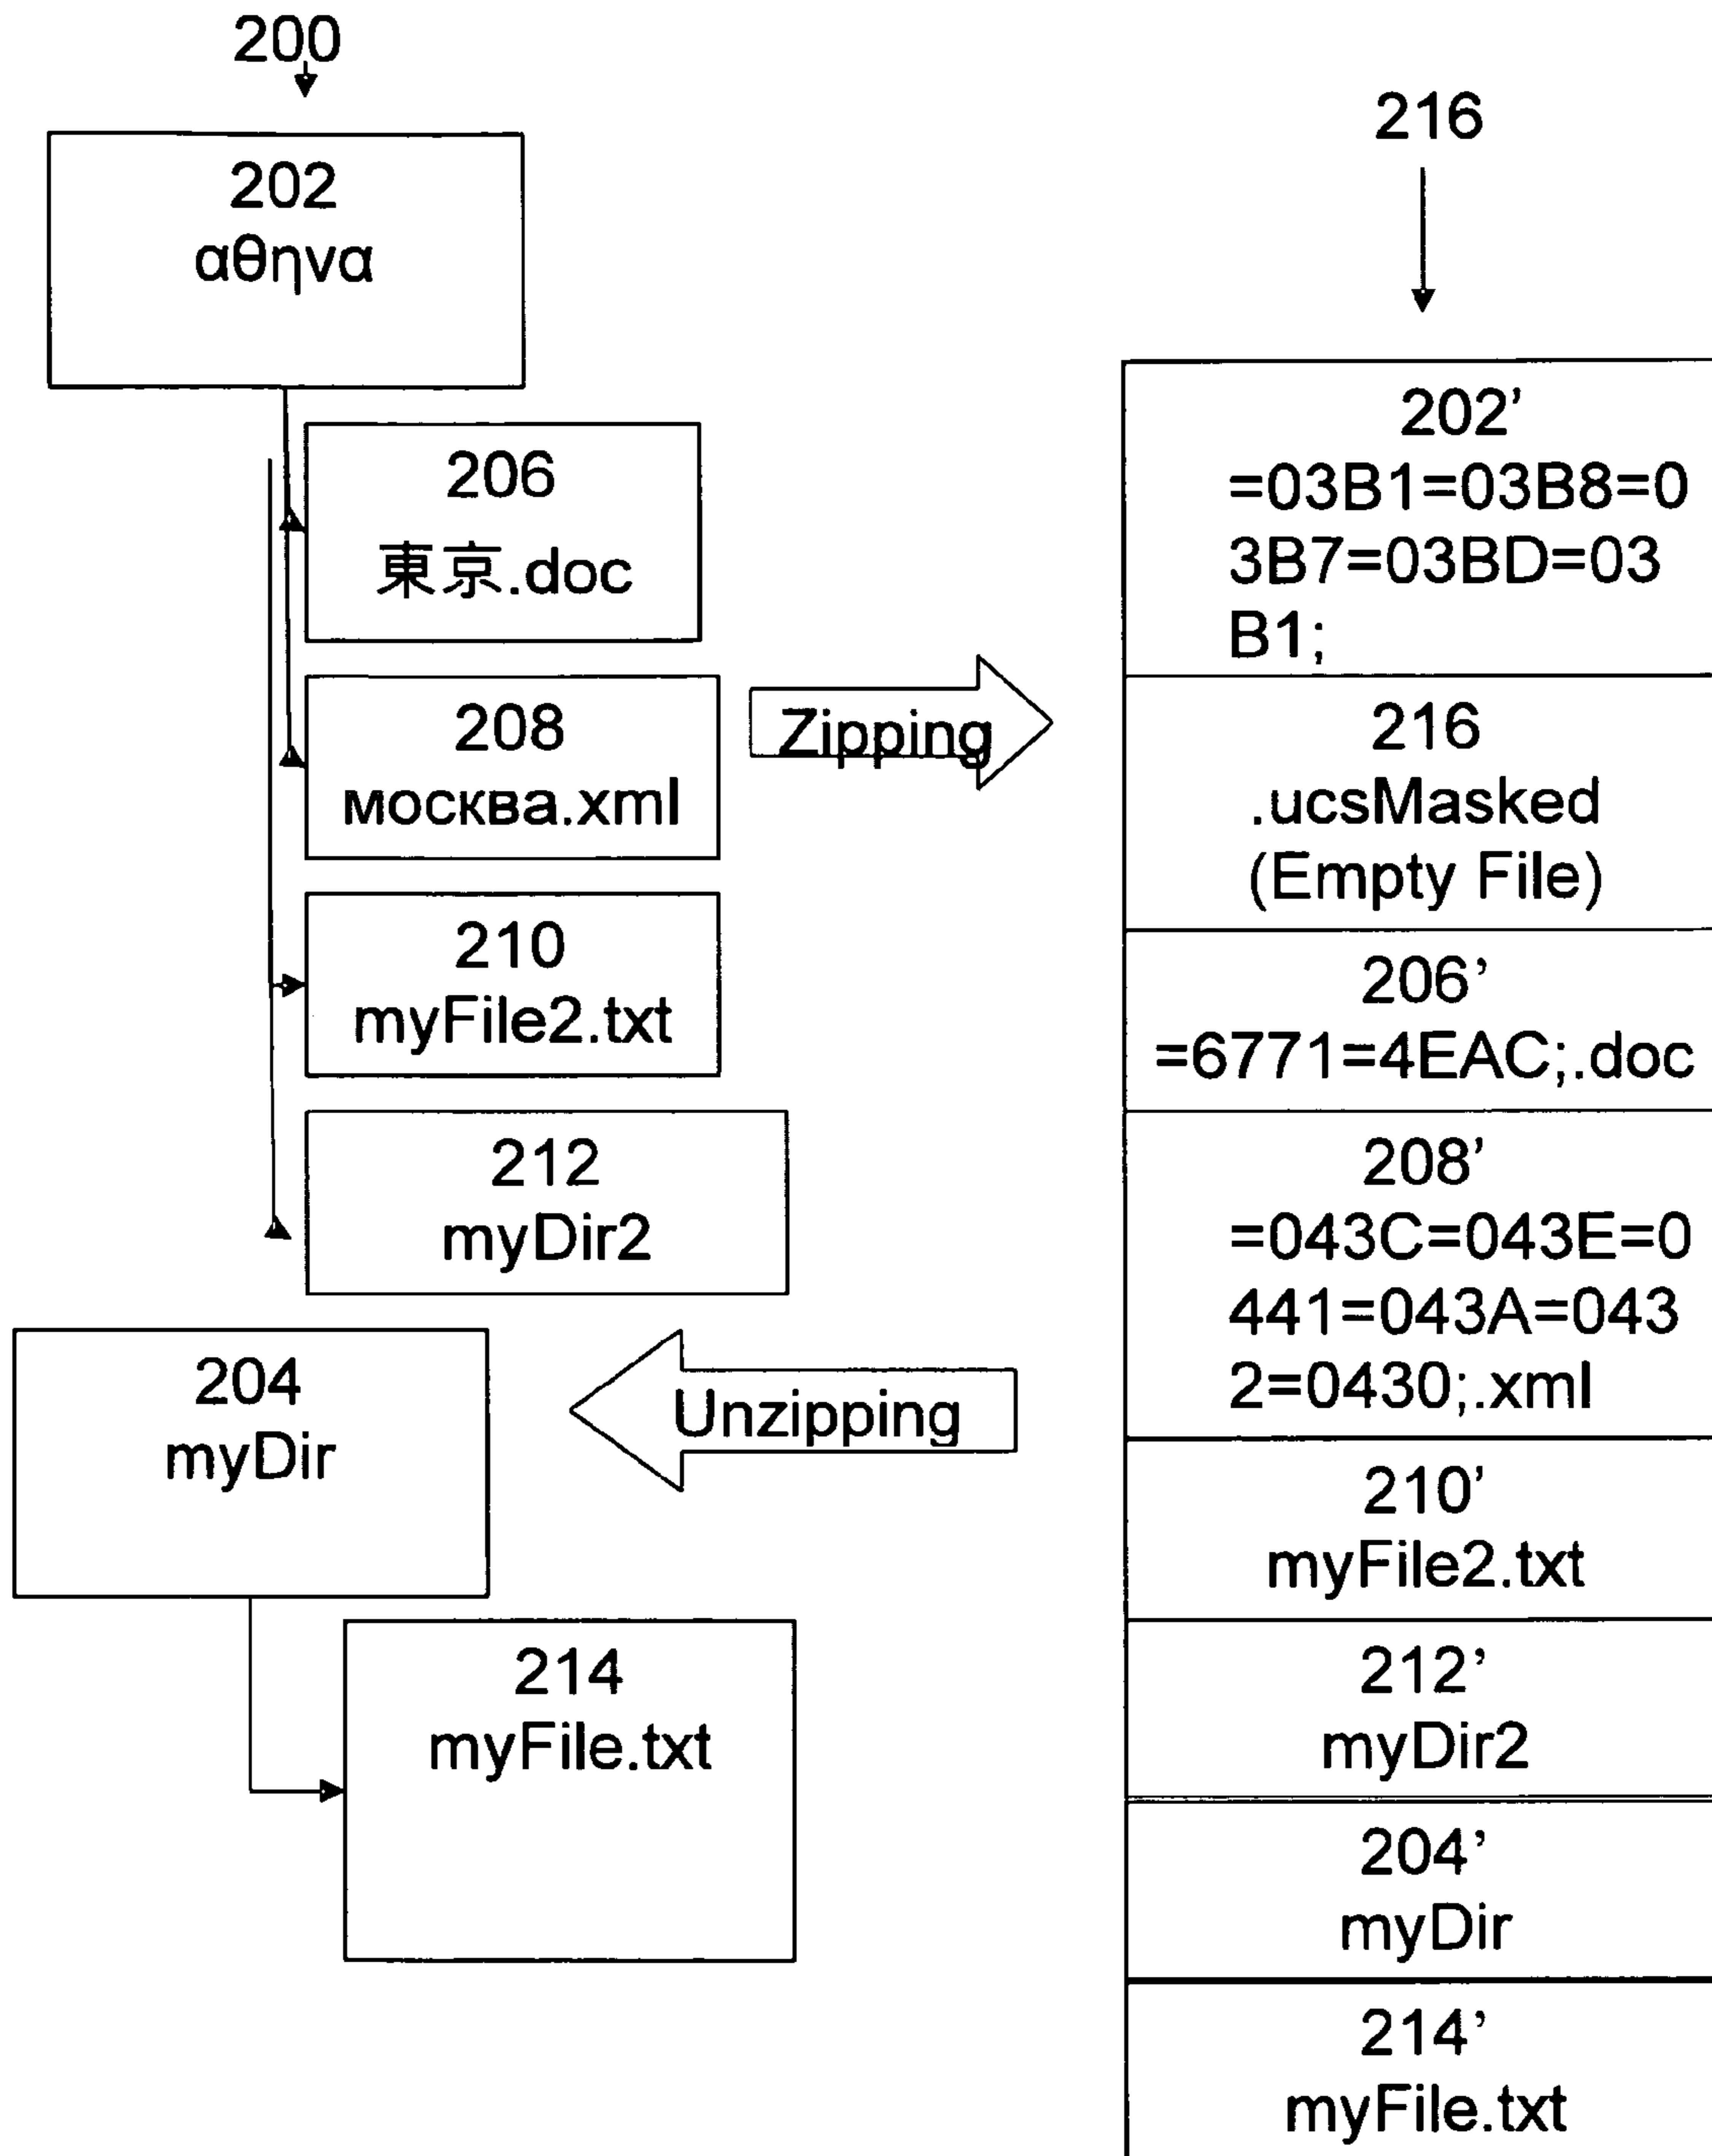 200
202
αθηνα
206
東京.doc
208
москва.xml
210
myFile2.txt
212
myDir2
204
myDir
214
myFile.txt
Zipping
Unzipping
216
202’
=03B1=03B8=0
3B7=03BD=03
B1;
216
.ucsMasked
(Empty File)
206’
=6771=4EAC;.doc
208’
=043C=043E=0
441=043A=043
2=0430;.xml
210’
myFile2.txt
212’
myDir2
204’
myDir
214’
myFile.txt